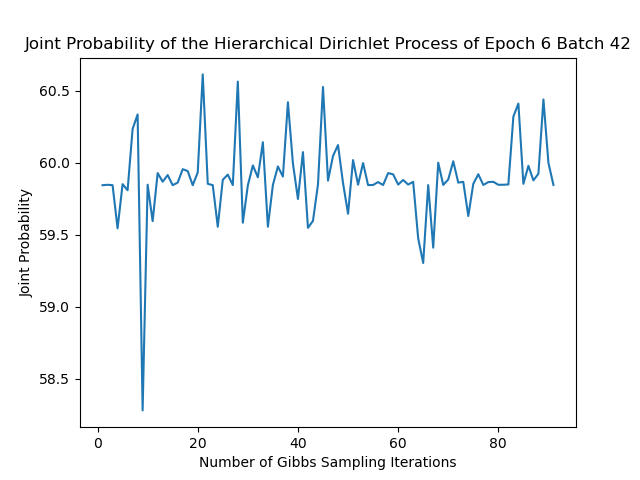 Joint Probability of the Hierarchical Dirichlet Process of Epoch 6 Batch 42
Joint Probability
60.5
60.0
59.5
59.0
58.5
0 20 40 60 80
Number of Gibbs Sampling Iterations